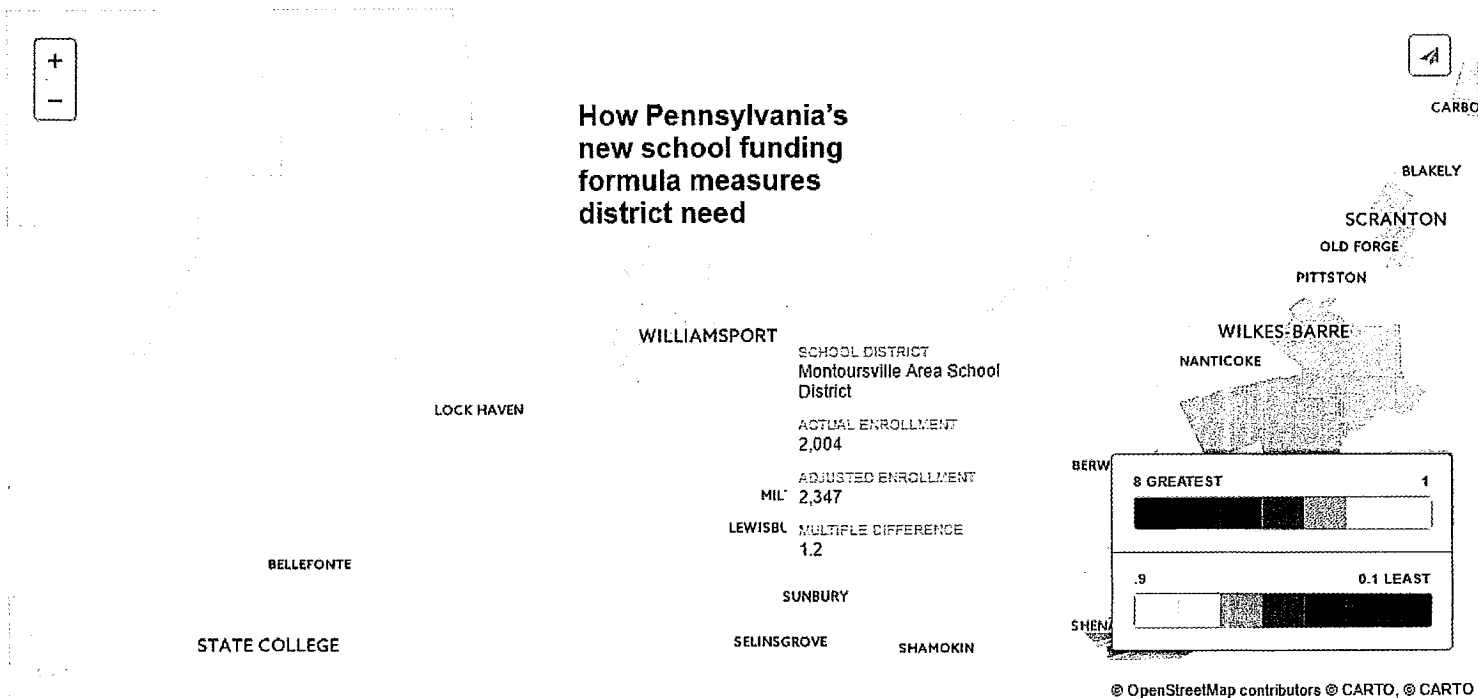 +
−
How Pennsylvania's
new school funding
formula measures
district need
CARBO
BLAKELY
SCRANTON
OLD FORGE
PITTSTON
WILLIAMSPORT
WILKES-BARRE
NANTICOKE
SCHOOL DISTRICT
Montoursville Area School
District
LOCK HAVEN
ACTUAL ENROLLMENT
2,004
BERW
ADJUSTED ENROLLMENT
MIL
2,347
LEWISBU
MULTIPLE DIFFERENCE
1.2
8 GREATEST 1
.9 0.1 LEAST
BELLEFONTE
SUNBURY
SHEN
STATE COLLEGE
SELINSGROVE
SHAMOKIN
© OpenStreetMap contributors © CARTO, © CARTO